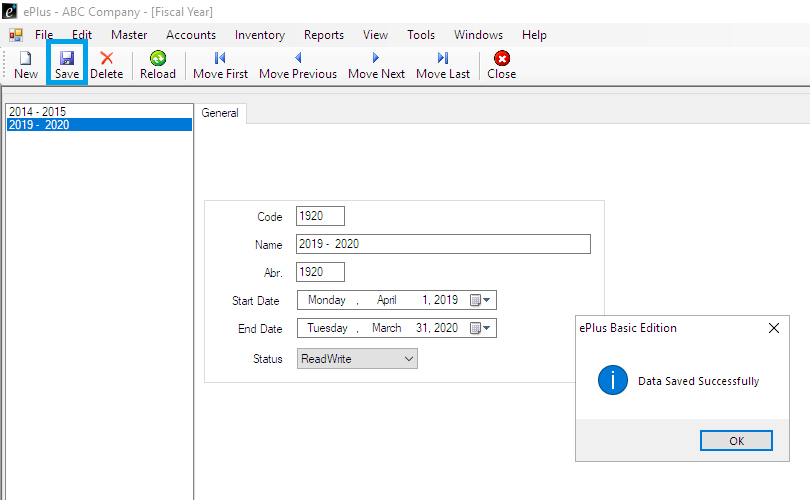 ePlus - ABC Company - [Fiscal Year]
File Edit Master Accounts Inventory Reports View Tools Windows Help
New Save Delete Reload Move First Move Previous Move Next Move Last Close
2014 - 2015
2019 - 2020
General
Code 1920
Name 2019 - 2020
Abr. 1920
Start Date Monday , April 1, 2019
End Date Tuesday , March 31, 2020
Status ReadWrite
ePlus Basic Edition
Data Saved Successfully
OK